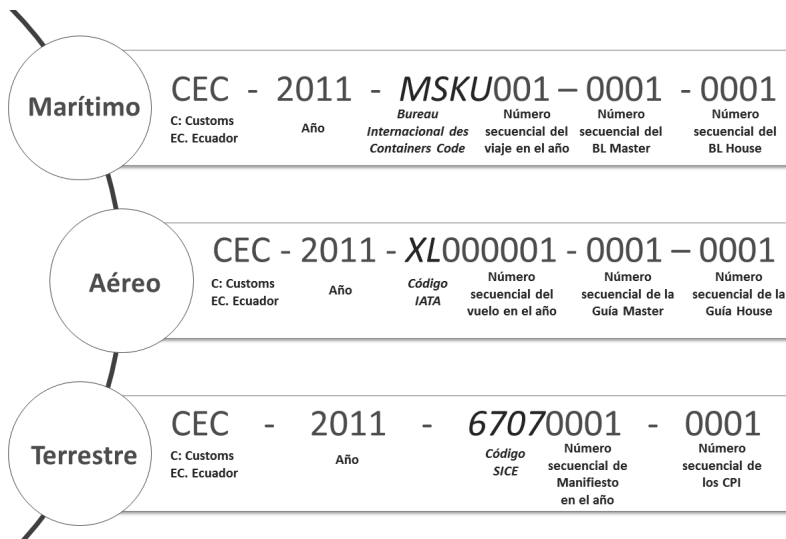 Marítimo
CEC - 2011 - MSKU001 – 0001 - 0001
C: Customs
EC. Ecuador
Año
Bureau
Internacional des
Containers Code
Número
secuencial del
viaje en el año
Número
secuencial del
BL Master
Número
secuencial del
BL House
Aéreo
CEC - 2011 - XL000001 - 0001 – 0001
C: Customs
EC. Ecuador
Año
Código
IATA
Número
secuencial del
vuelo en el año
Número
secuencial de la
Guía Master
Número
secuencial de la
Guía House
Terrestre
CEC - 2011 - 67070001 - 0001
C: Customs
EC. Ecuador
Año
Código
SICE
Número
secuencial de
Manifiesto
en el año
Número
secuencial de
los CPI